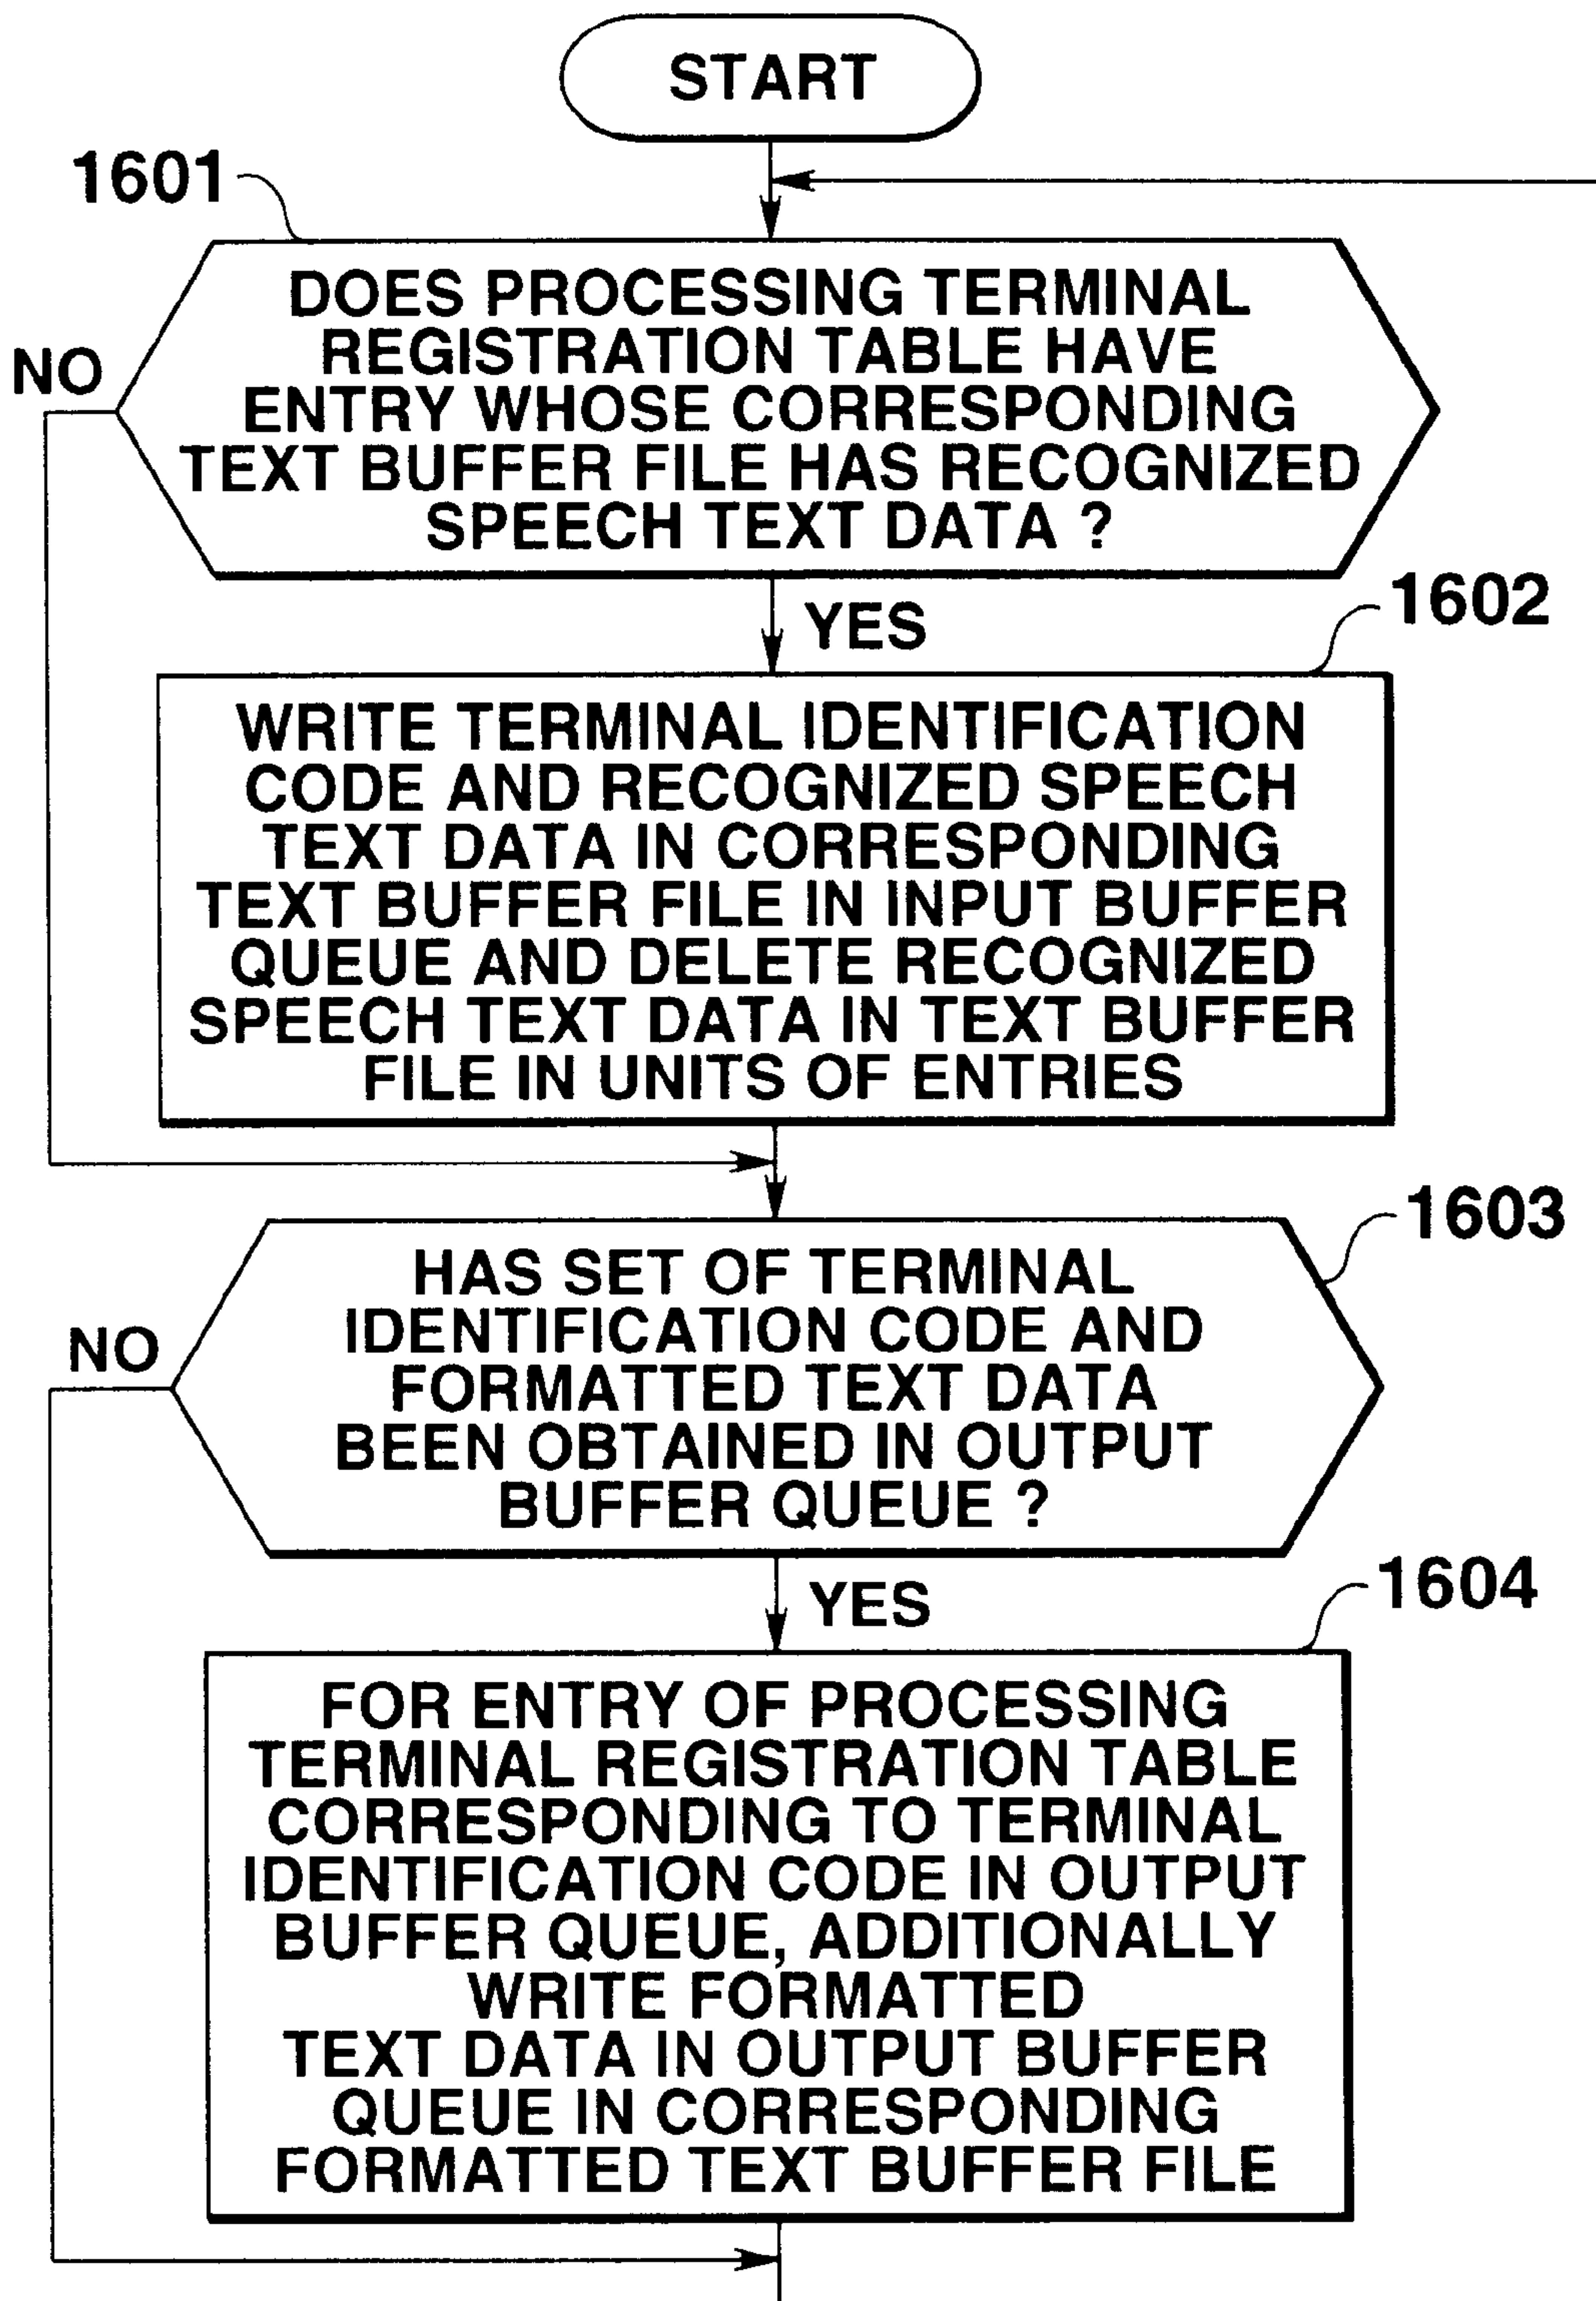 START
1601
DOES PROCESSING TERMINAL
REGISTRATION TABLE HAVE
NO
ENTRY WHOSE CORRESPONDING
TEXT BUFFER FILE HAS RECOGNIZED
SPEECH TEXT DATA ?
YES
1602
WRITE TERMINAL IDENTIFICATION
CODE AND RECOGNIZED SPEECH
TEXT DATA IN CORRESPONDING
TEXT BUFFER FILE IN INPUT BUFFER
QUEUE AND DELETE RECOGNIZED
SPEECH TEXT DATA IN TEXT BUFFER
FILE IN UNITS OF ENTRIES
1603
HAS SET OF TERMINAL
IDENTIFICATION CODE AND
NO
FORMATTED TEXT DATA
BEEN OBTAINED IN OUTPUT
BUFFER QUEUE ?
YES
1604
FOR ENTRY OF PROCESSING
TERMINAL REGISTRATION TABLE
CORRESPONDING TO TERMINAL
IDENTIFICATION CODE IN OUTPUT
BUFFER QUEUE, ADDITIONALLY
WRITE FORMATTED
TEXT DATA IN OUTPUT BUFFER
QUEUE IN CORRESPONDING
FORMATTED TEXT BUFFER FILE